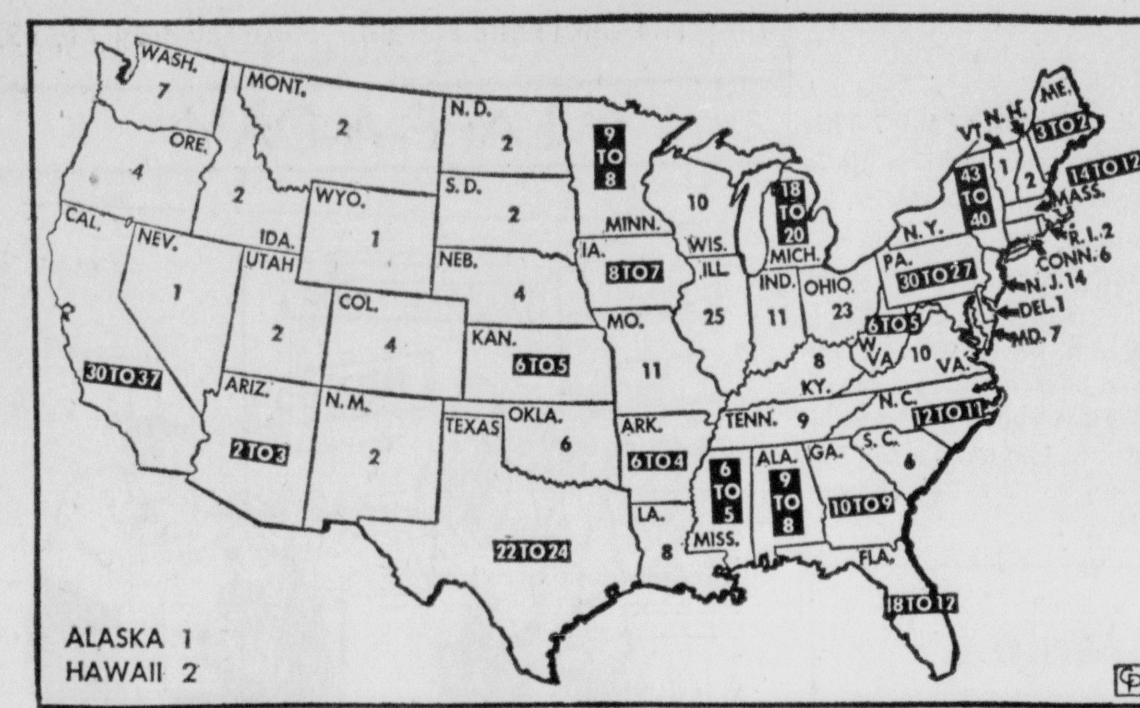 WASH.
7
MONT.
2
N. D.
2
9
TO
8
MINN.
ORE.
4
2
IDA.
WYO.
1
S. D.
2
10
WIS.
18
TO
20
MICH.
VT.
N. H.
1
2
ME.
3 TO 2
14 TO 12
MASS.
43
TO
40
N. Y.
R. I. 2
CONN. 6
N. J. 14
DEL. 1
MD. 7
CAL.
30 TO 37
NEV.
1
UTAH
2
COL.
4
NEB.
4
IA.
8 TO 7
ILL.
25
IND.
11
OHIO.
23
PA.
30 TO 27
6 TO 5
W.
VA.
10
VA.
KAN.
6 TO 5
MO.
11
8
KY.
ARIZ.
2 TO 3
N. M.
2
TEXAS
22 TO 24
OKLA.
6
ARK.
6 TO 4
TENN. 9
N. C.
12 TO 11
S. C.
6
LA.
8
6
TO
5
MISS.
ALA.
9
TO
8
GA.
10 TO 9
FLA.
ALASKA 1
HAWAII 2
CP